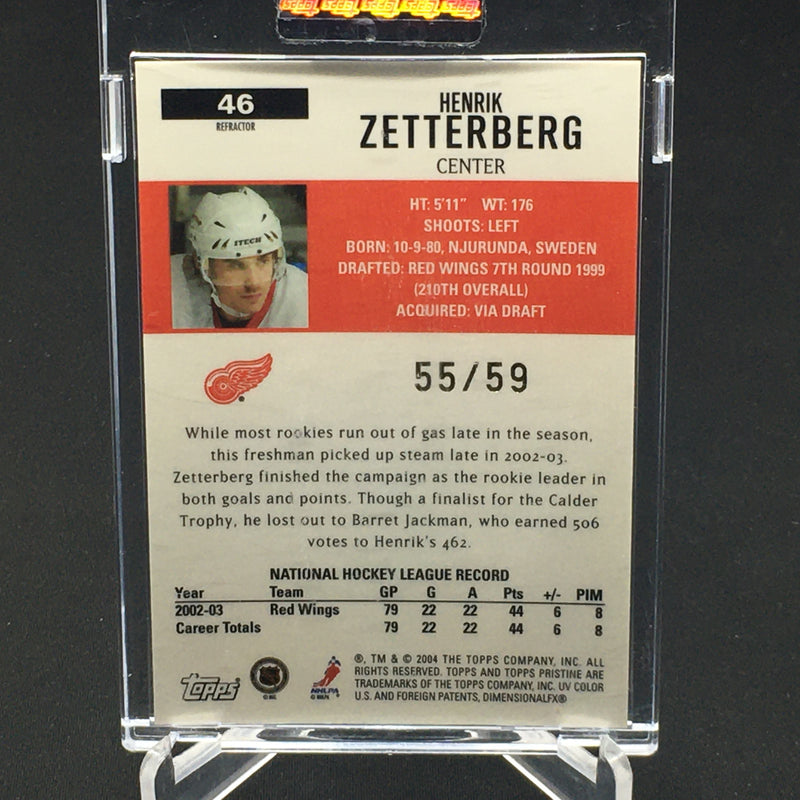 46
REFRACTOR
HENRIK
ZETTERBERG
CENTER
ITECH
HT: 5'11" WT: 176
SHOOTS: LEFT
BORN: 10-9-80, NJURUNDA, SWEDEN
DRAFTED: RED WINGS 7TH ROUND 1999
(210TH OVERALL)
ACQUIRED: VIA DRAFT
55/59
While most rookies run out of gas late in the season,
this freshman picked up steam late in 2002-03.
Zetterberg finished the campaign as the rookie leader in
both goals and points. Though a finalist for the Calder
Trophy, he lost out to Barret Jackman, who earned 506
votes to Henrik's 462.
NATIONAL HOCKEY LEAGUE RECORD
Year Team GP G A Pts +/- PIM
2002-03 Red Wings 79 22 22 44 6 8
Career Totals 79 22 22 44 6 8
®, TM & © 2004 THE TOPPS COMPANY, INC. ALL
RIGHTS RESERVED. TOPPS AND TOPPS PRISTINE ARE
TRADEMARKS OF THE TOPPS COMPANY, INC. UV COLOR
U.S. AND FOREIGN PATENTS, DIMENSIONALFX®
TOPPS
NHLPA